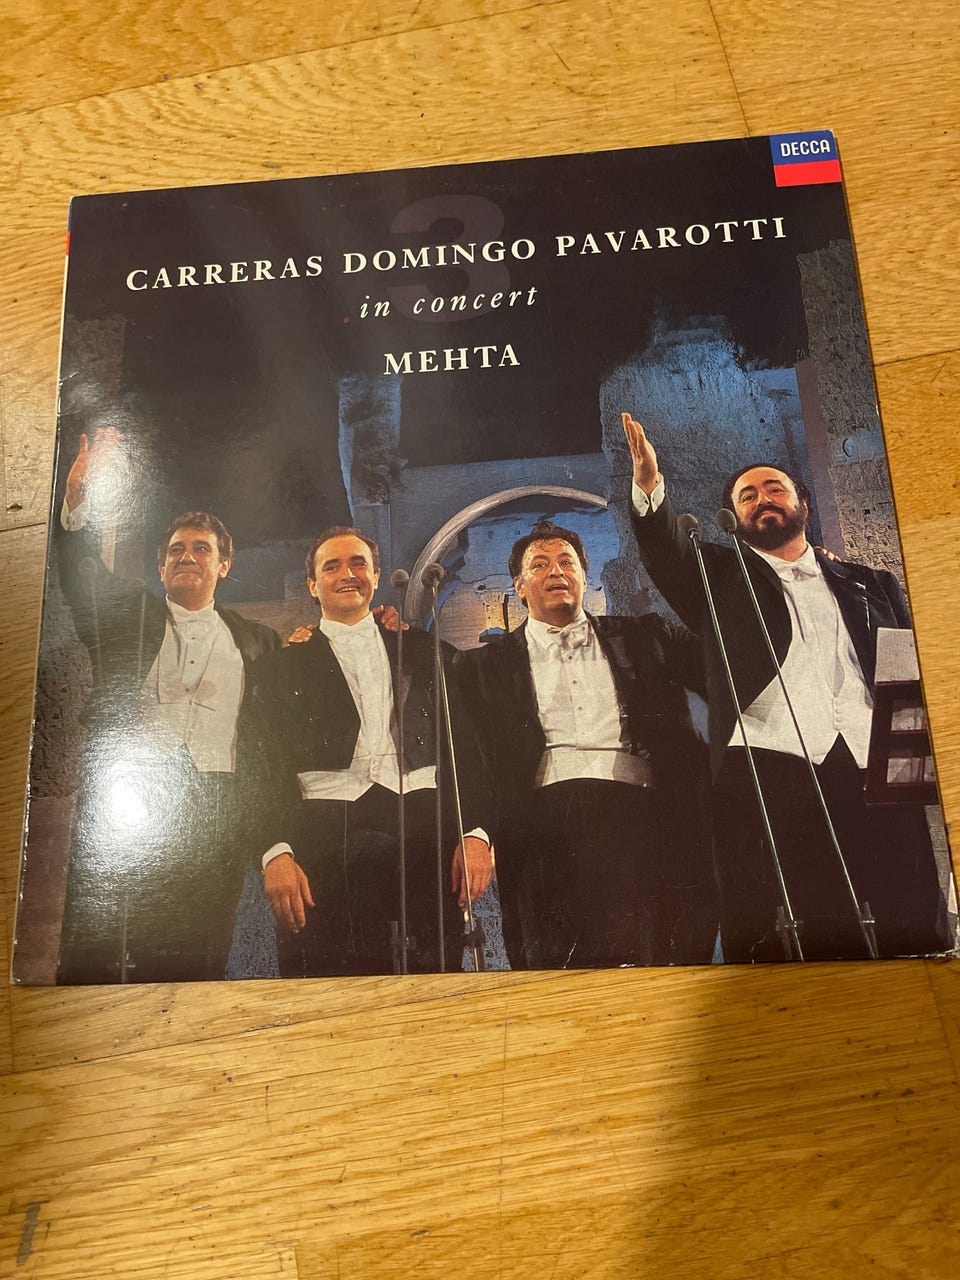 DECCA
3
CARRERAS DOMINGO PAVAROTTI
in concert
MEHTA